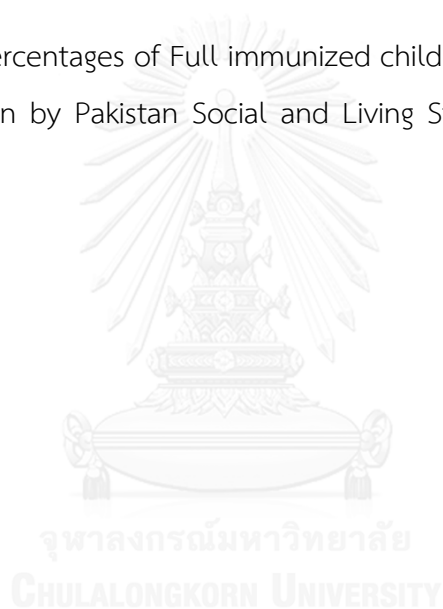 ercentages of Full immunized child
n by Pakistan Social and Living S
จุฬาลงกรณ์มหาวิทยาลัย
CHULALONGKORN UNIVERSITY